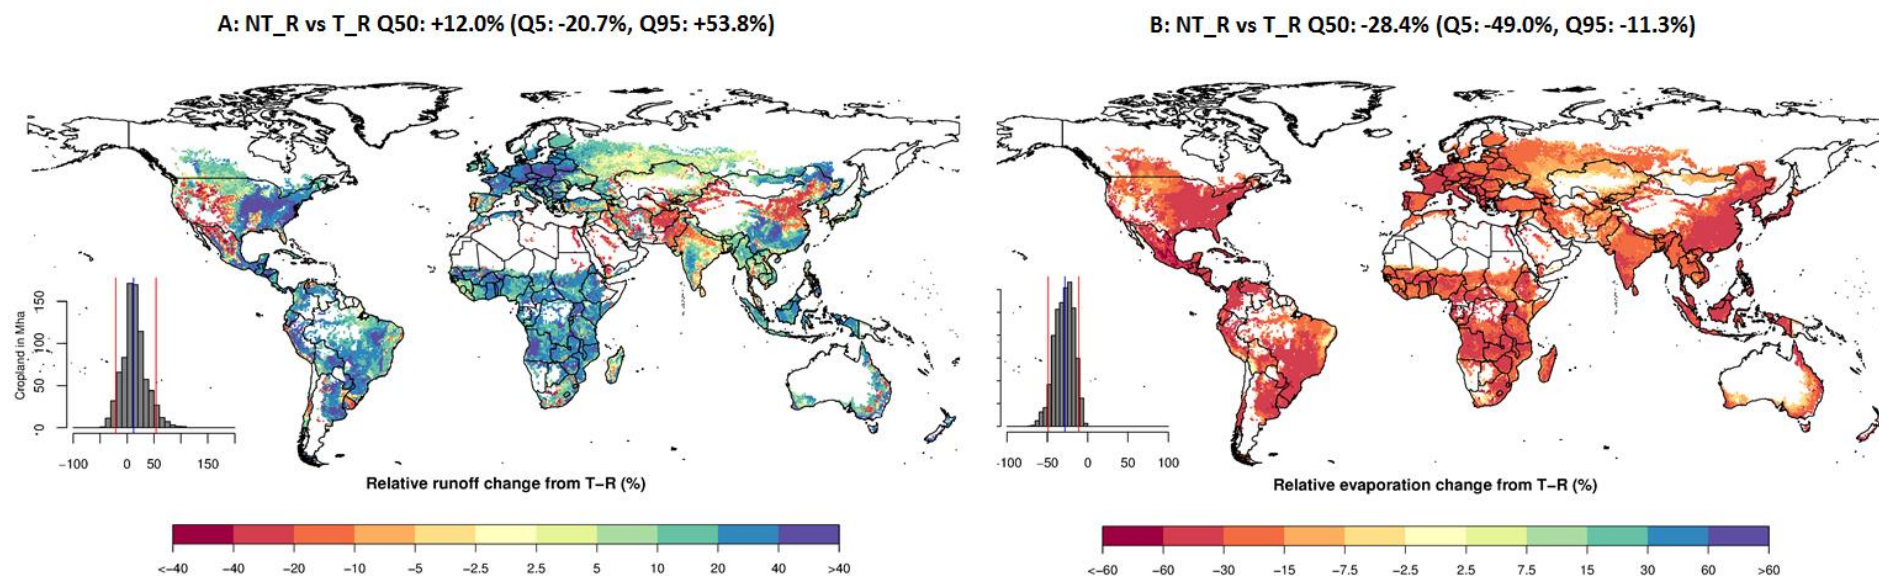 A: NT_R vs T_R Q50: +12.0% (Q5: -20.7%, Q95: +53.8%)
B: NT_R vs T_R Q50: -28.4% (Q5: -49.0%, Q95: -11.3%)
Cropland in Mha
150
100
50
0
−100 0 50 150
-100 −50 0 50 100
Relative runoff change from T−R (%)
Relative evaporation change from T−R (%)
<−40 −40 −20 −10 −5 −2.5 2.5 5 10 20 40 >40
<−60 −60 −30 −15 −7.5 −2.5 2.5 7.5 15 30 60 >60